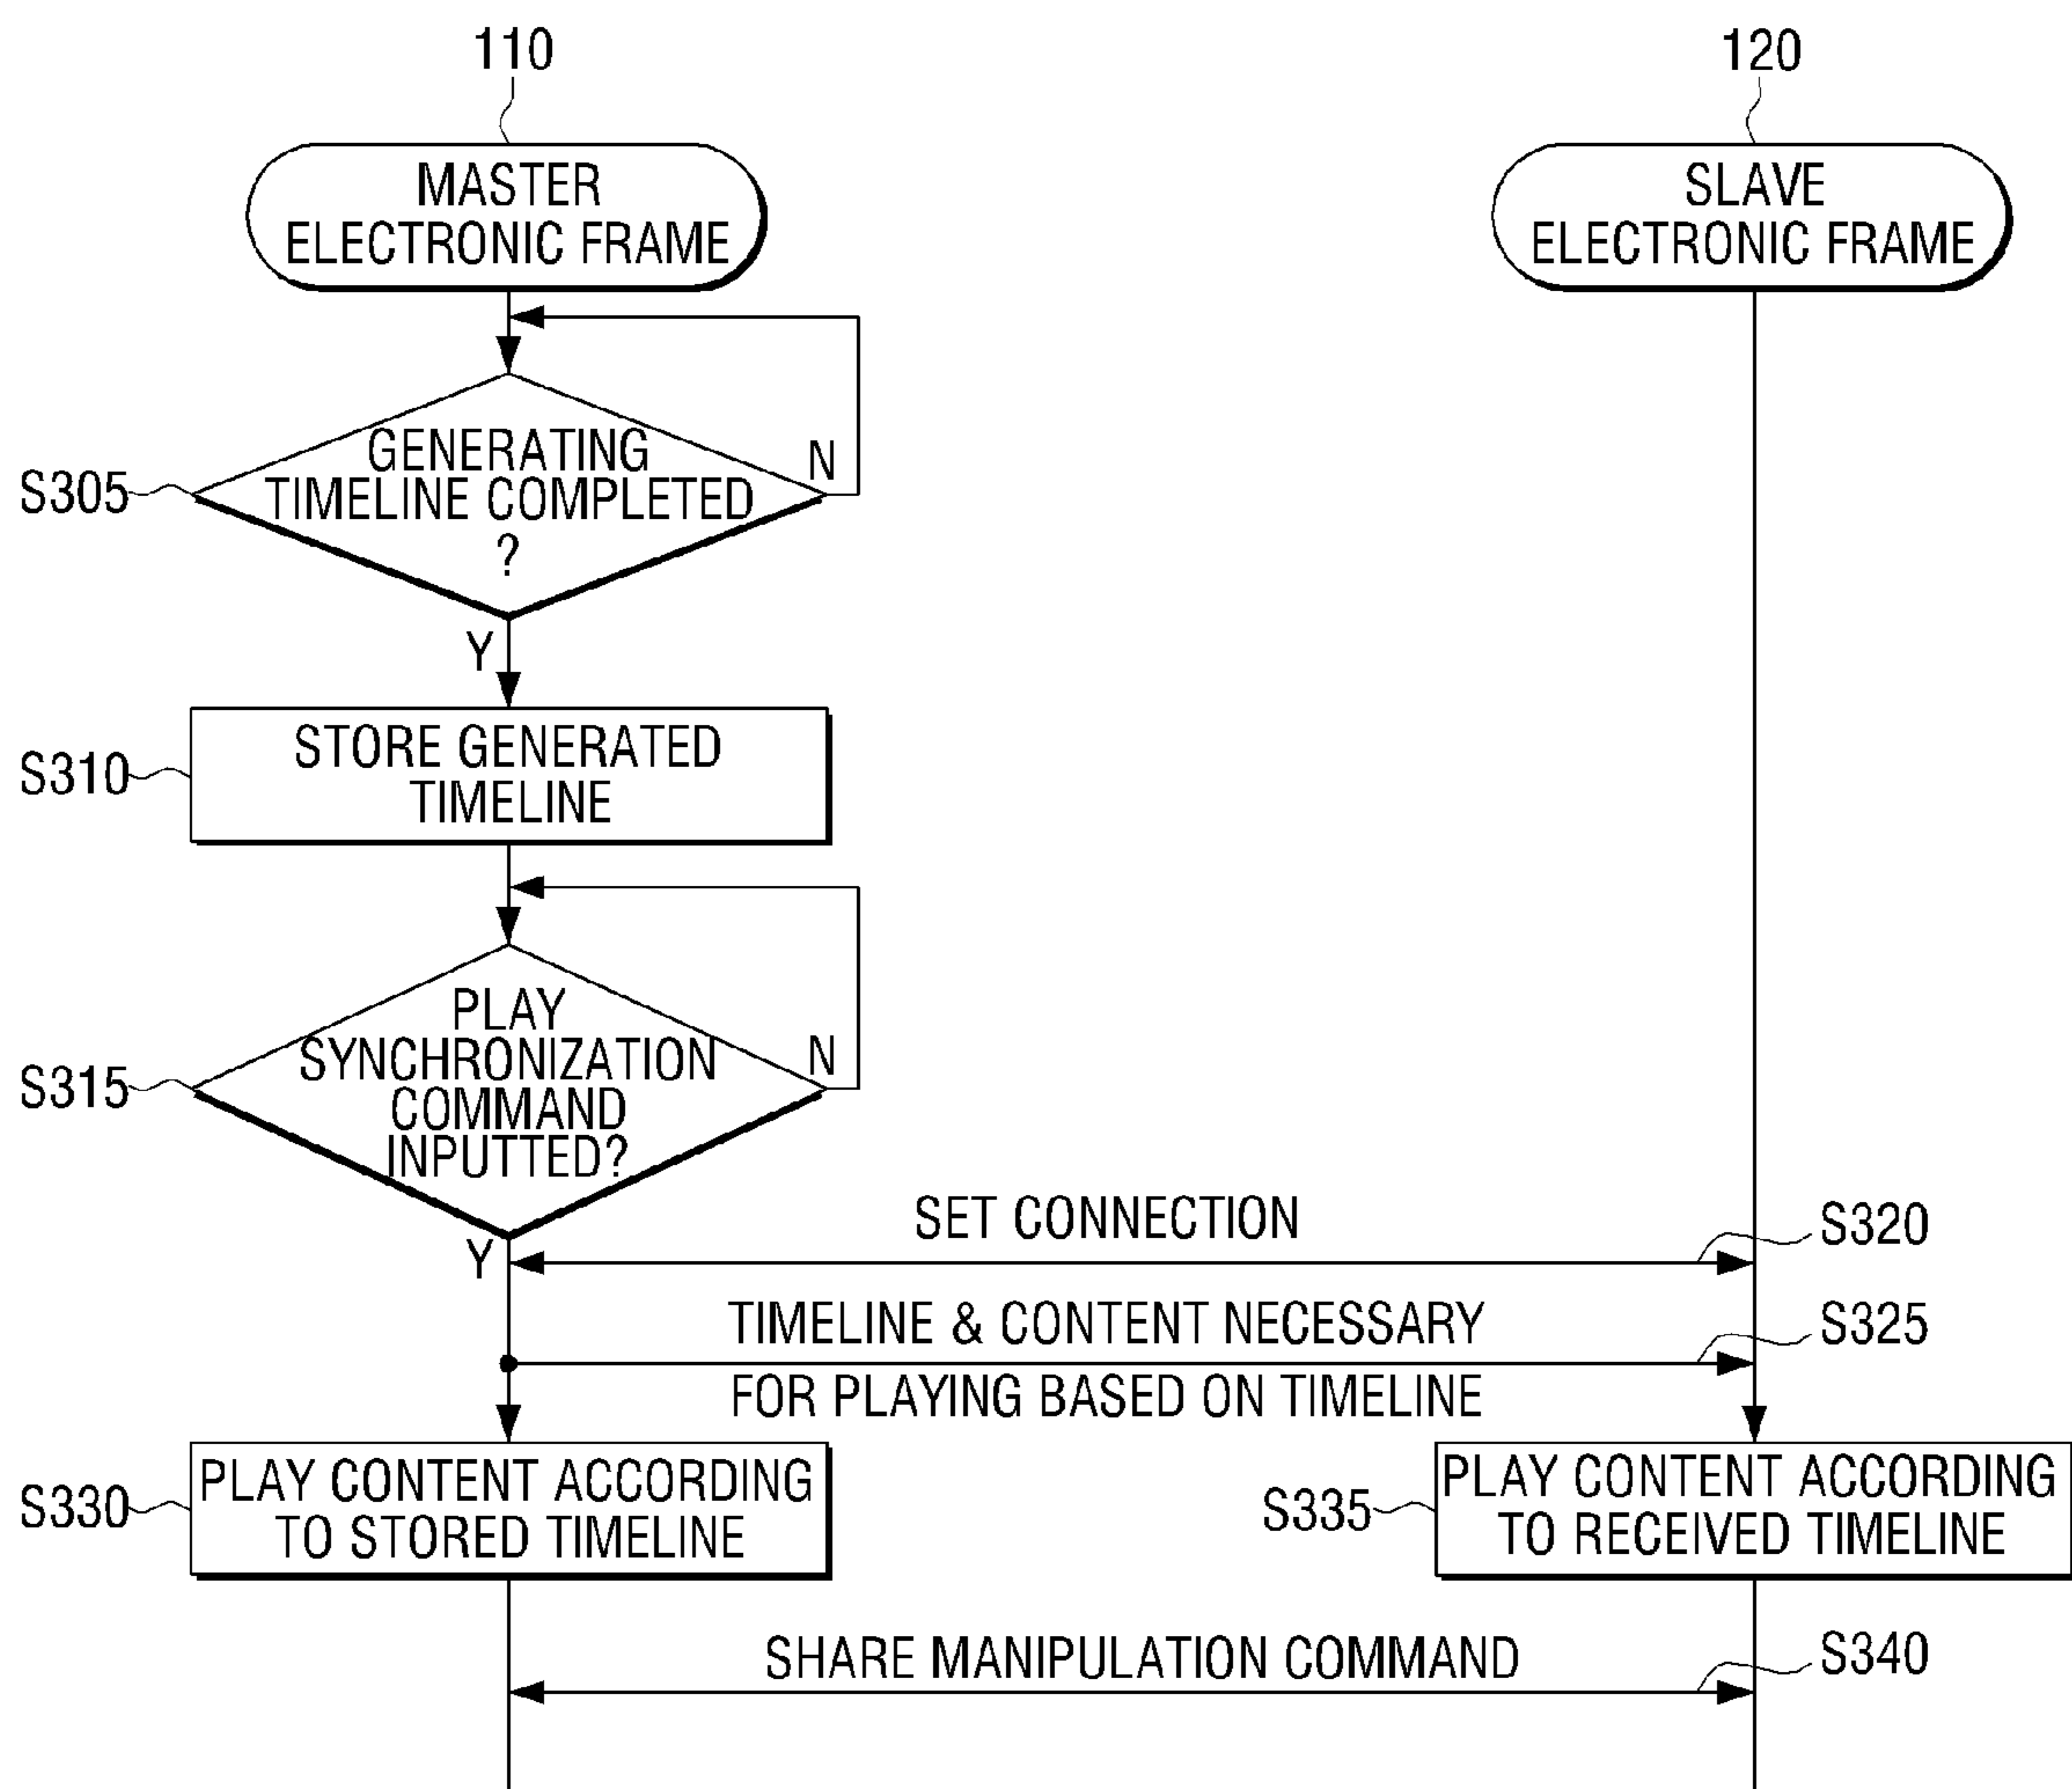 110
120
MASTER
ELECTRONIC FRAME
SLAVE
ELECTRONIC FRAME
S305
GENERATING
TIMELINE COMPLETED
?
N
Y
S310
STORE GENERATED
TIMELINE
S315
PLAY
SYNCHRONIZATION
COMMAND
INPUTTED?
N
Y
SET CONNECTION
S320
TIMELINE & CONTENT NECESSARY
FOR PLAYING BASED ON TIMELINE
S325
S330
PLAY CONTENT ACCORDING
TO STORED TIMELINE
S335
PLAY CONTENT ACCORDING
TO RECEIVED TIMELINE
SHARE MANIPULATION COMMAND
S340